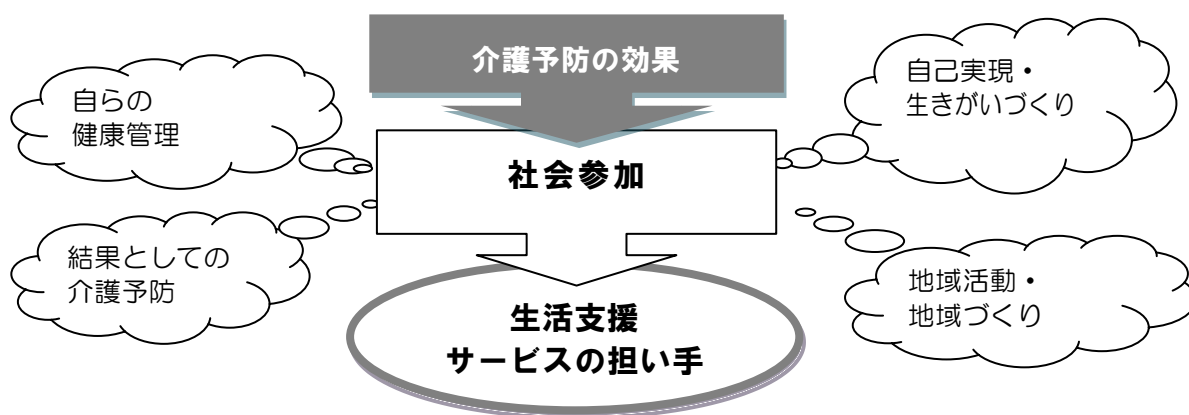 介護予防の効果
自らの
健康管理
自己実現・
生きがいづくり
社会参加
結果としての
介護予防
地域活動・
地域づくり
生活支援
サービスの担い手